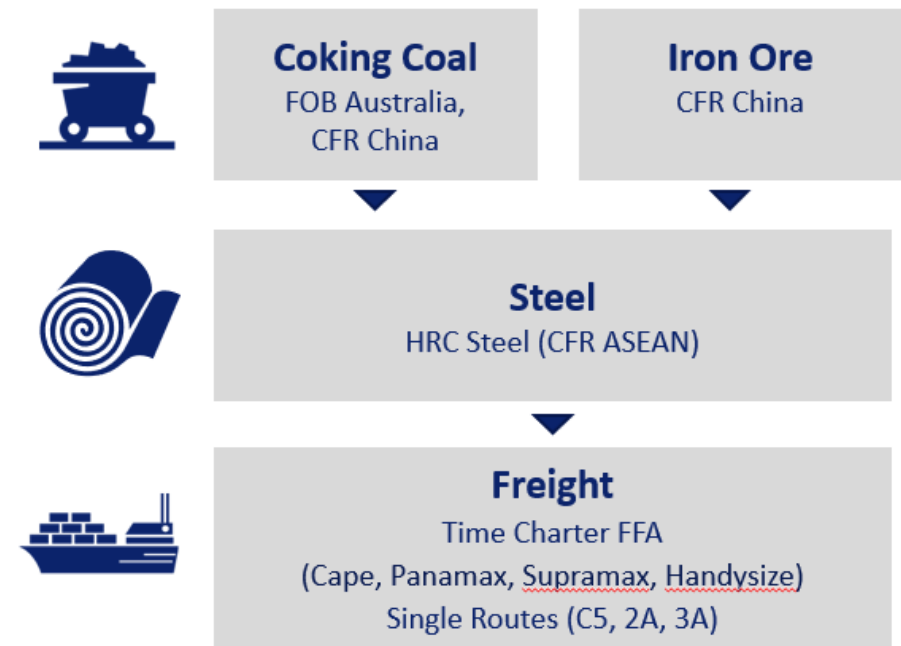 Coking Coal
FOB Australia,
CFR China
Iron Ore
CFR China
Steel
HRC Steel (CFR ASEAN)
Freight
Time Charter FFA
(Cape, Panamax, Supramax, Handysize)
Single Routes (C5, 2A, 3A)